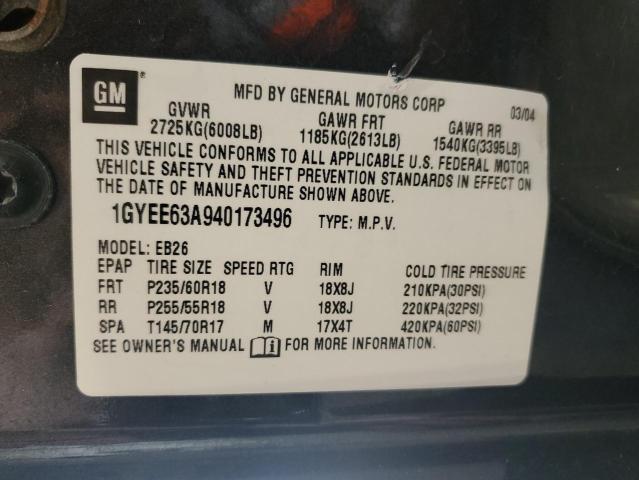 GM ®
MFD BY GENERAL MOTORS CORP 03/04
GVWR GAWR FRT GAWR RR
2725KG(6008LB) 1185KG(2613LB) 1540KG(3395LB)
THIS VEHICLE CONFORMS TO ALL APPLICABLE U.S. FEDERAL MOTOR
VEHICLE SAFETY AND THEFT PREVENTION STANDARDS IN EFFECT ON
THE DATE OF MANUFACTURE SHOWN ABOVE.
1GYEE63A940173496 TYPE: M.P.V.
MODEL: EB26
EPAP TIRE SIZE SPEED RTG RIM COLD TIRE PRESSURE
FRT P235/60R18 V 18X8J 210KPA(30PSI)
RR P255/55R18 V 18X8J 220KPA(32PSI)
SPA T145/70R17 M 17X4T 420KPA(60PSI)
SEE OWNER'S MANUAL FOR MORE INFORMATION.